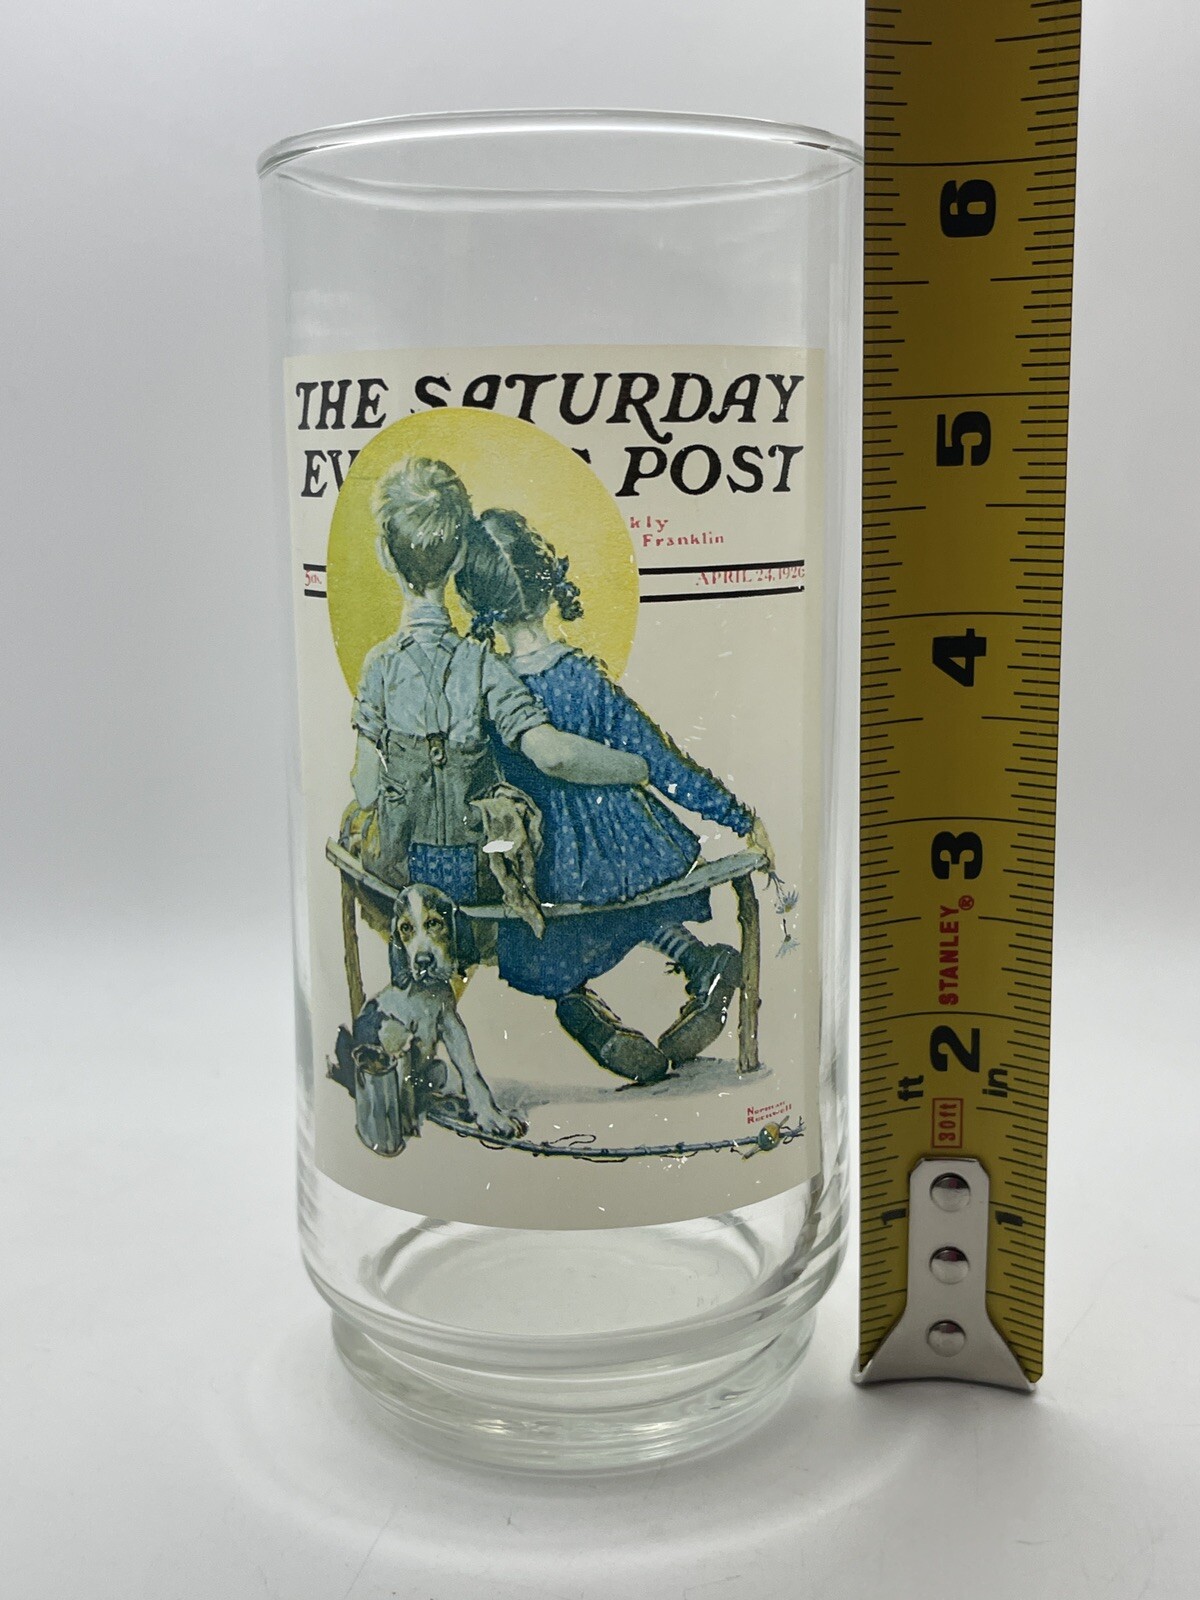 THE SATURDAY
EV G POST
kly
Franklin
5cts. APRIL 24, 1926
Norman
Rockwell
6
5
4
3
STANLEY®
2
ft in
30ft
1 1